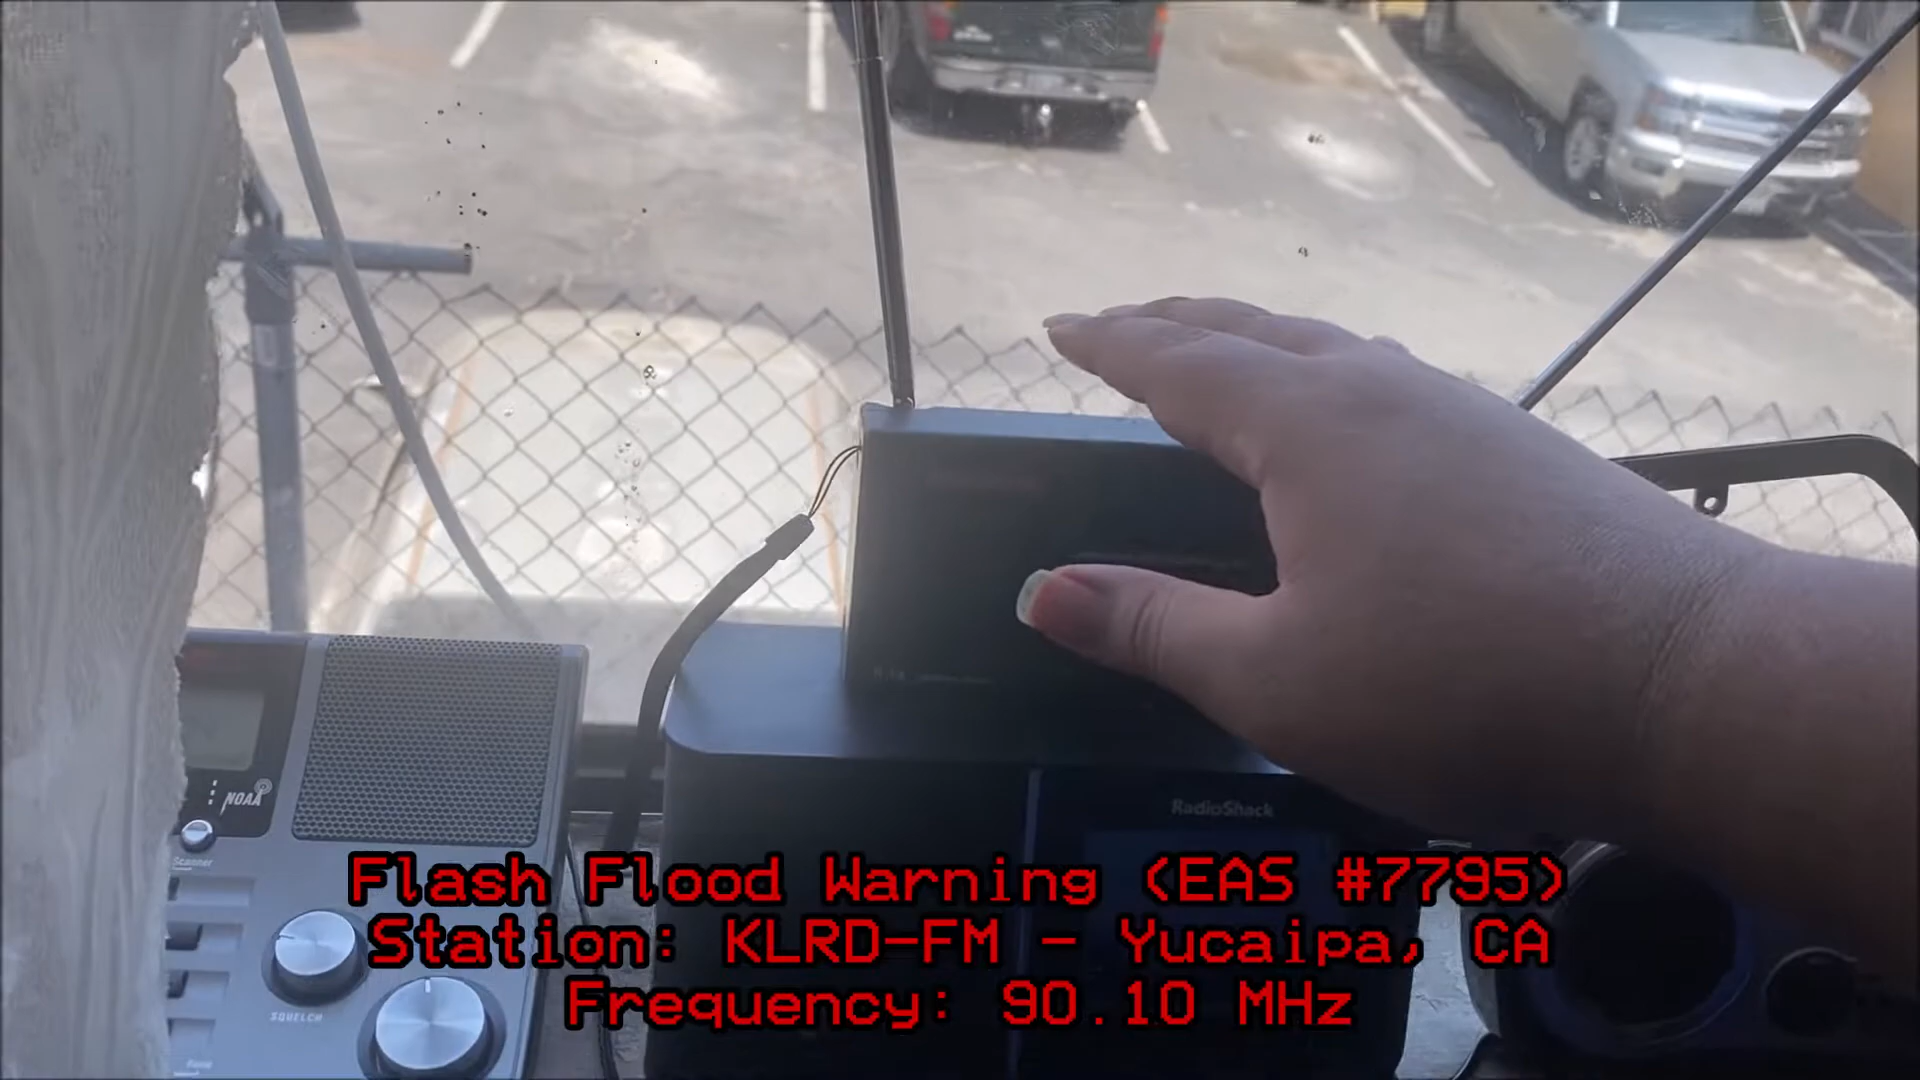 NOAA
RadioShack
Scanner
SQUELCH
Flash Flood Warning (EAS #7795)
Station: KLRD-FM - Yucaipa, CA
Frequency: 90.10 MHz